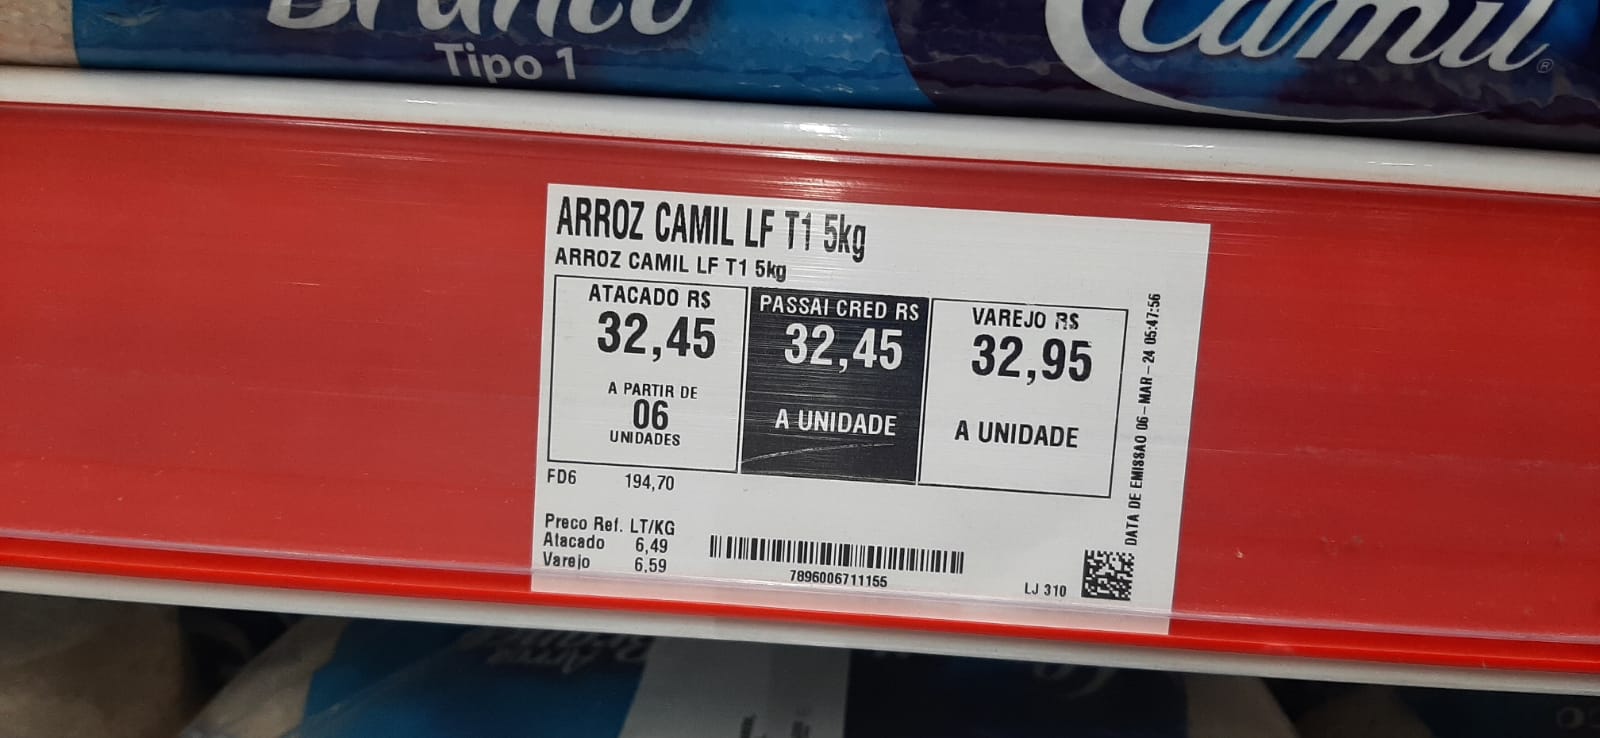 Branco
Tipo 1
Camil®
ARROZ CAMIL LF T1 5kg
ARROZ CAMIL LF T1 5kg
ATACADO R$
32,45
A PARTIR DE
06
UNIDADES
PASSAI CRED R$
32,45
A UNIDADE
VAREJO R$
32,95
A UNIDADE
DATA DE EMISSAO 06-MAR-24 05:47:56
FD6 194,70
Preco Ref. LT/KG
Atacado 6,49
Varejo 6,59
7896006711155
LJ 310